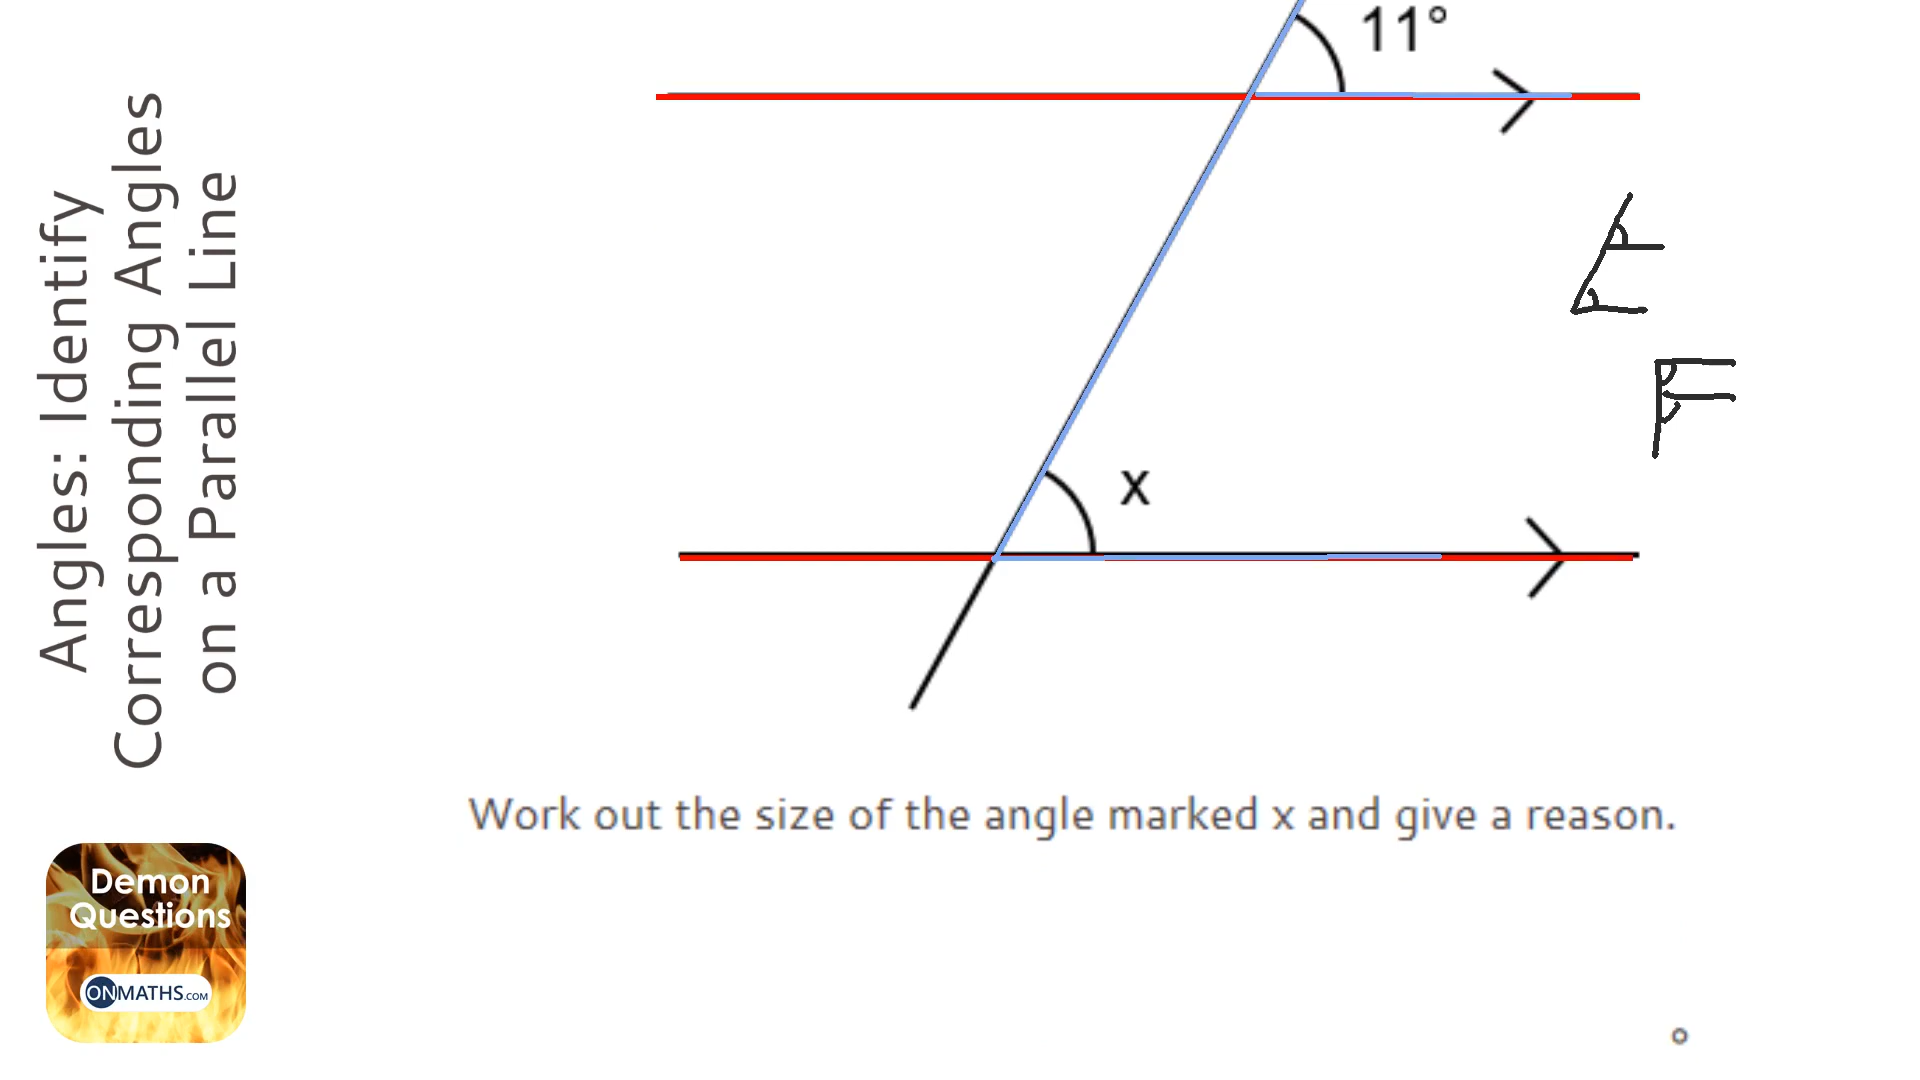 Angles: Identify
Corresponding Angles
on a Parallel Line
11°
x
Work out the size of the angle marked x and give a reason.
Demon
Questions
ONMATHS.COM
°